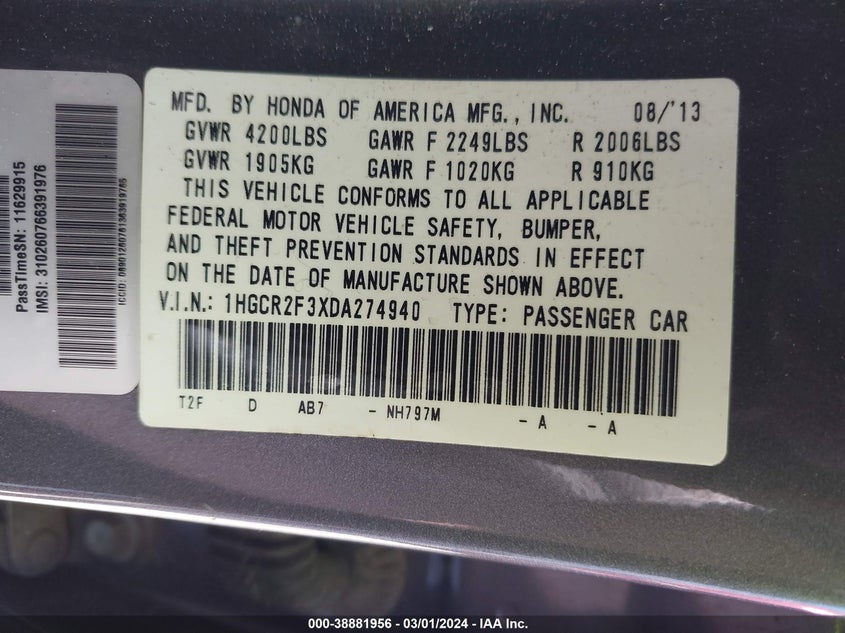 MFD. BY HONDA OF AMERICA MFG., INC. 08/'13
GVWR 4200LBS GAWR F 2249LBS R 2006LBS
GVWR 1905KG GAWR F 1020KG R 910KG
THIS VEHICLE CONFORMS TO ALL APPLICABLE
FEDERAL MOTOR VEHICLE SAFETY, BUMPER,
AND THEFT PREVENTION STANDARDS IN EFFECT
ON THE DATE OF MANUFACTURE SHOWN ABOVE.
V.I.N.: 1HGCR2F3XDA274940 TYPE: PASSENGER CAR
T2F D AB7 - NH797M - A - A
PassTimeSN: 11629915
IMSI: 310260766391976
ICCID:
000-38881956 - 03/01/2024 - IAA Inc.